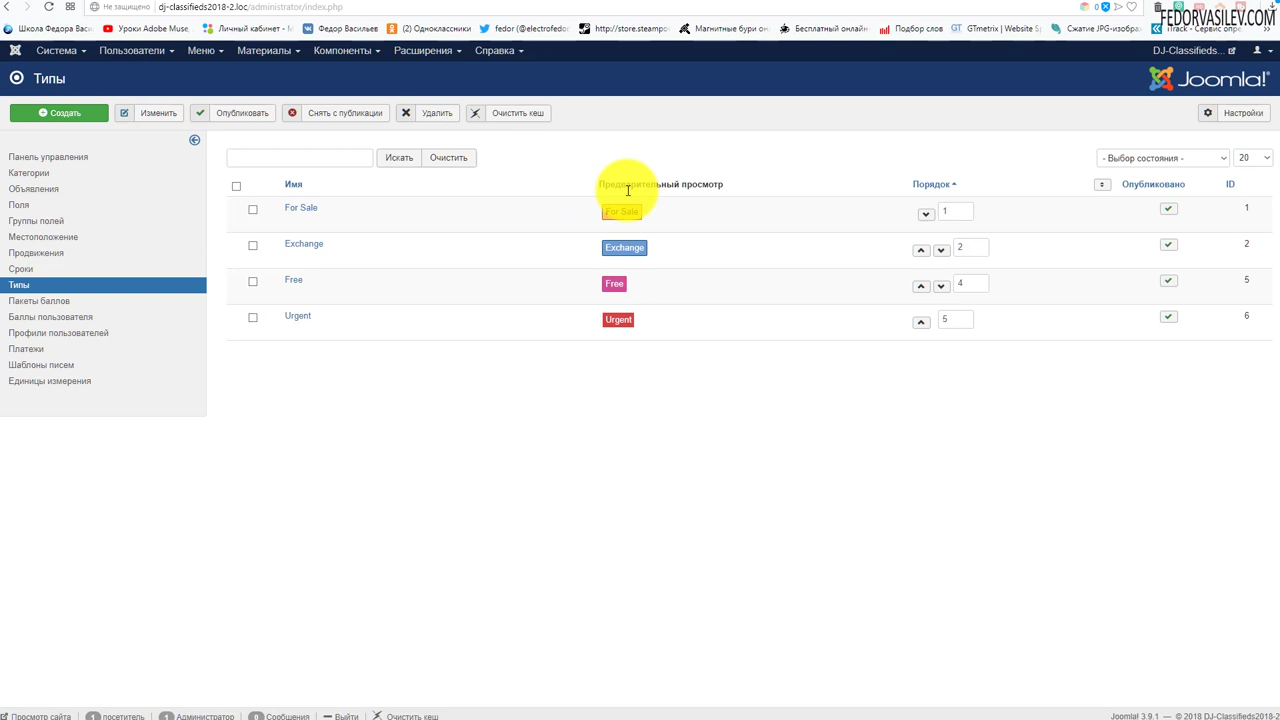 dj-classifieds2018-2.loc/administrator/index.php
Не защищено
FEDORVASILEV.COM
Школа Федора Васи
Уроки Adobe Muse
Личный кабинет - М
Федор Васильев
Одноклассники
fedor (@electrofedor
http://store.steampo
Магнитные бури он
Бесплатный онлайн
Подбор слов
GTmetrix | Website S
Сжатие JPG-изобра
Система Пользователи Меню Материалы Компоненты Расширения Справка DJ-Classifieds...
Типы Joomla!®
Создать Изменить Опубликовать Снять с публикации Удалить Очистить кеш Настройки
Панель управления
Категории
Объявления
Поля
Группы полей
Местоположение
Продвижения
Сроки
Типы
Пакеты баллов
Баллы пользователя
Профили пользователей
Платежи
Шаблоны писем
Единицы измерения
Искать Очистить - Выбор состояния - 20
Имя Предварительный просмотр Порядок Опубликовано ID
For Sale For Sale 1 1
Exchange Exchange 2 2
Free Free 4 5
Urgent Urgent 5 6
Просмотр сайта 1 посетитель 1 Администратор 0 Сообщения Выйти Очистить кеш Joomla! 3.9.1 — © 2018 DJ-Classifieds2018-2